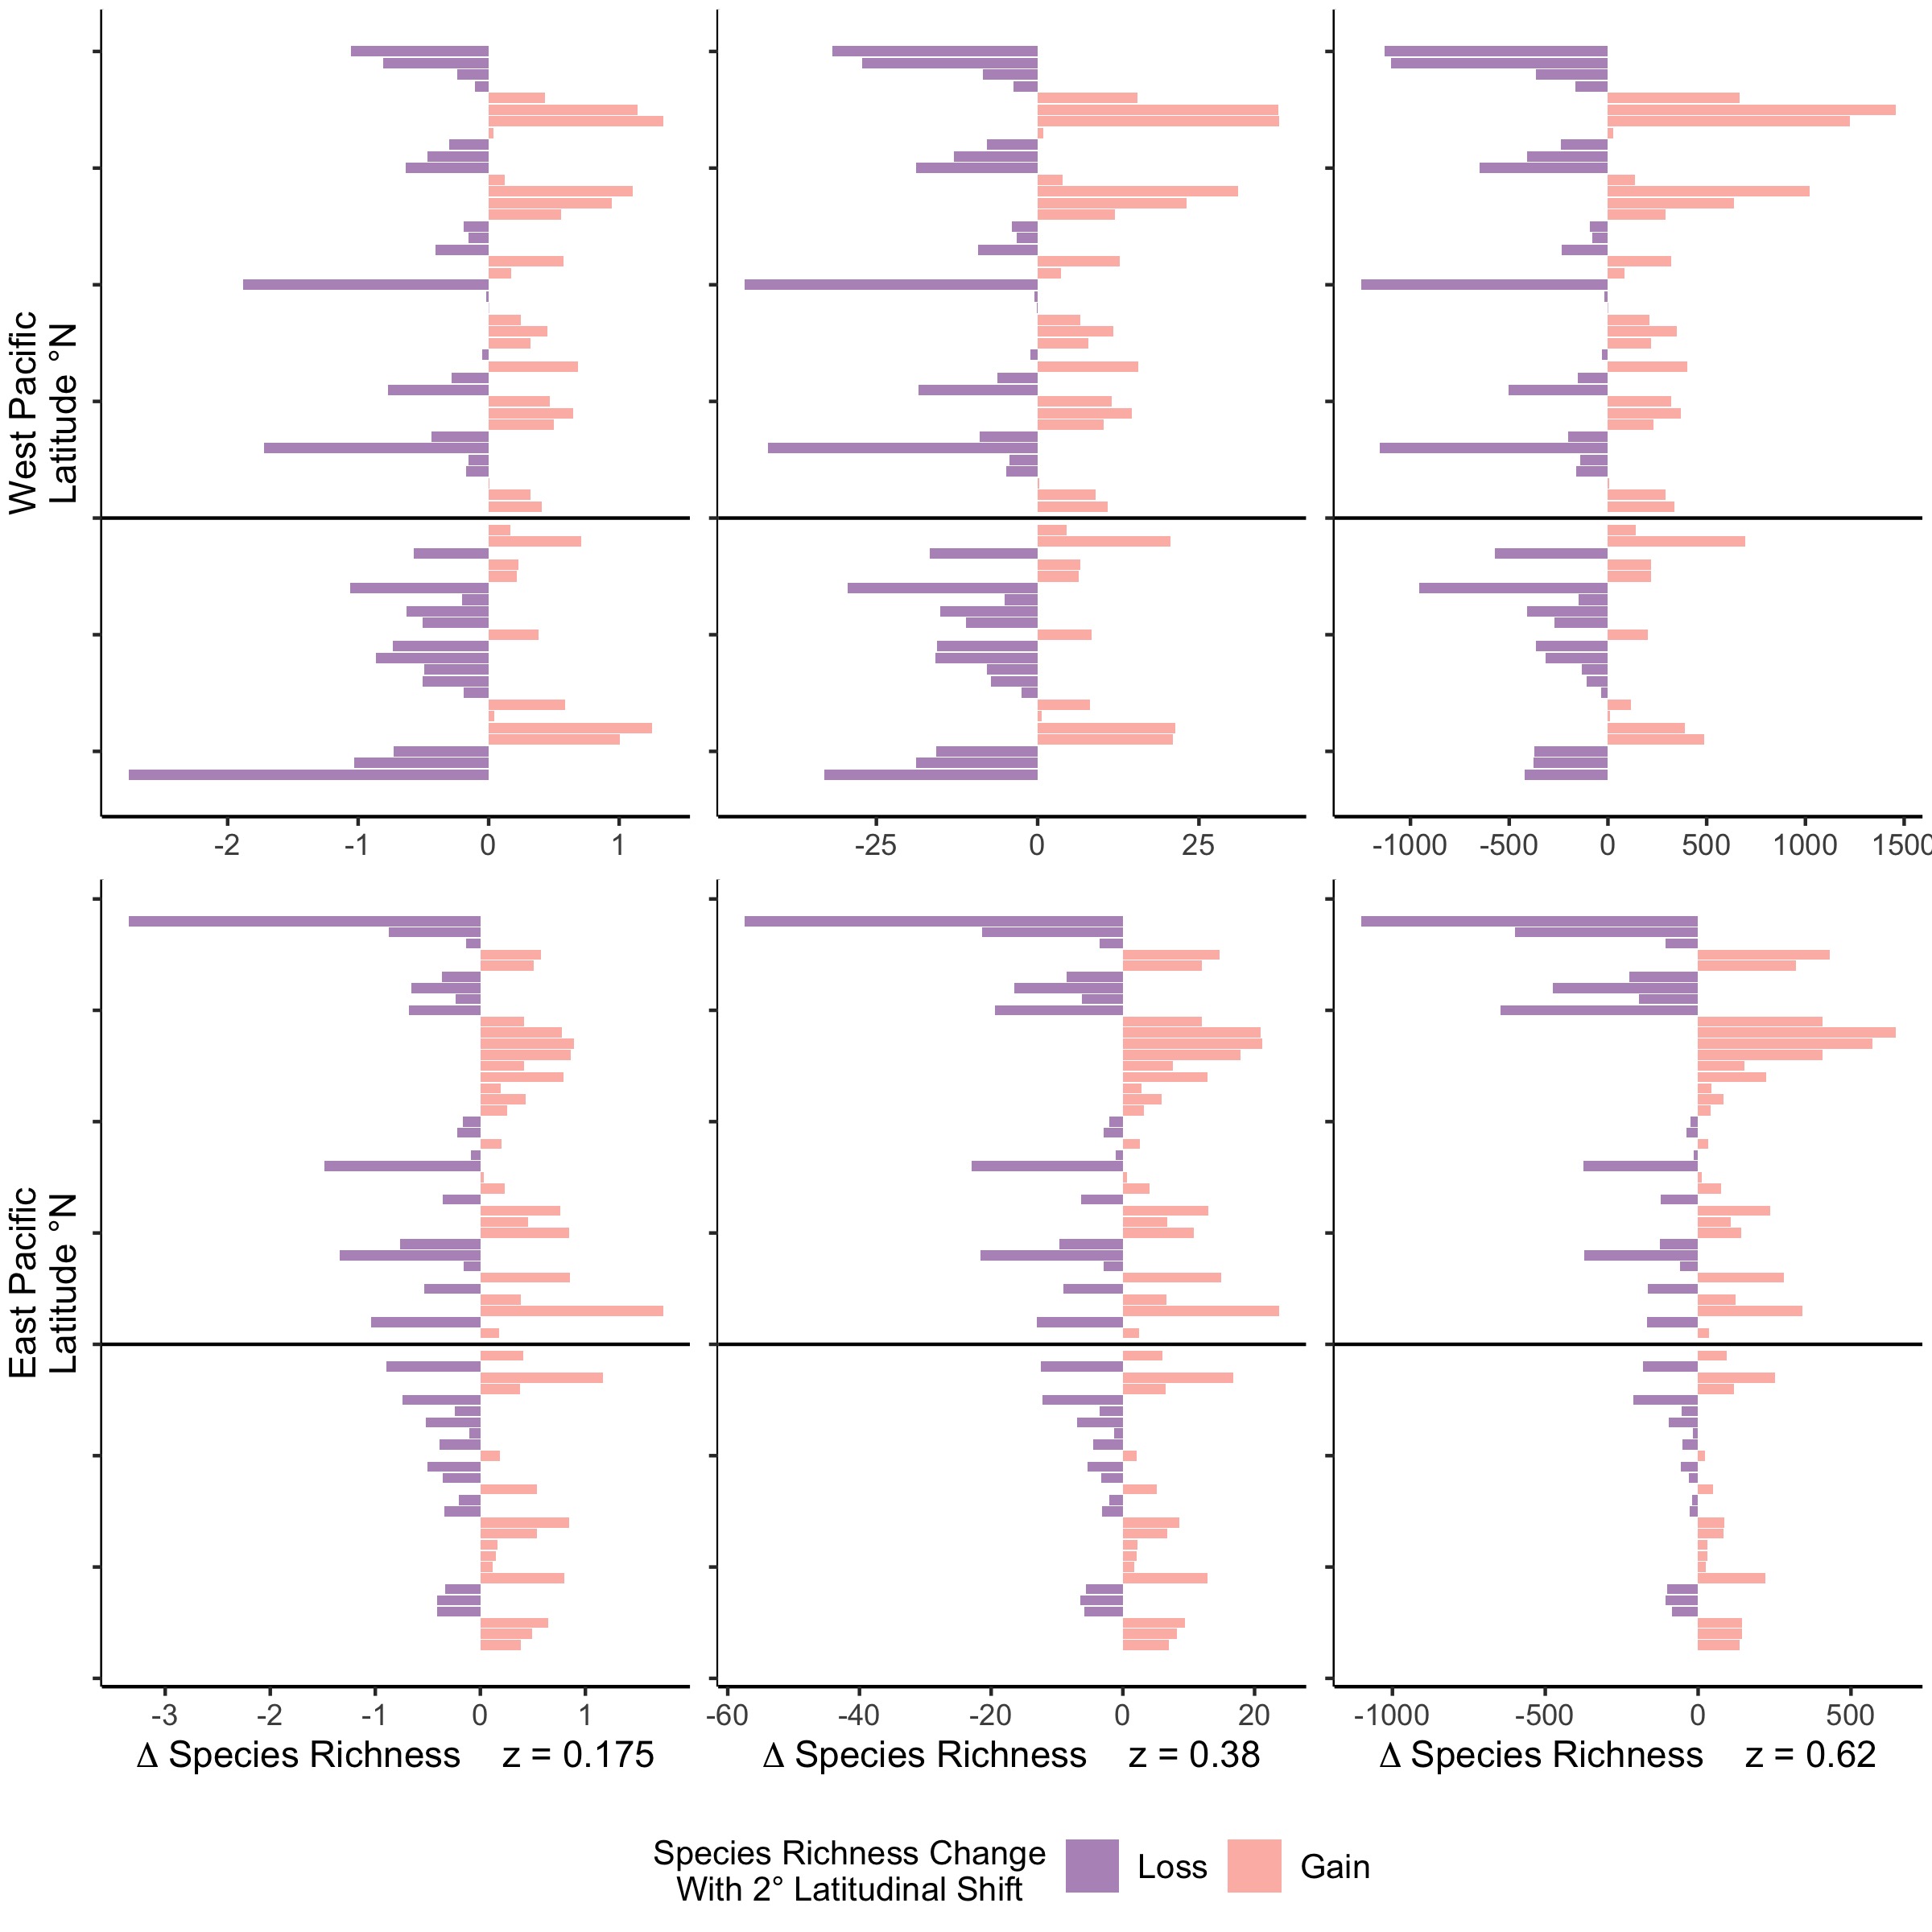 West Pacific
Latitude °N
-2 -1 0 1
-25 0 25
-1000 -500 0 500 1000 1500
East Pacific
Latitude °N
-3 -2 -1 0 1
-60 -40 -20 0 20
-1000 -500 0 500
Δ Species Richness z = 0.175
Δ Species Richness z = 0.38
Δ Species Richness z = 0.62
Species Richness Change
With 2° Latitudinal Shift
Loss
Gain